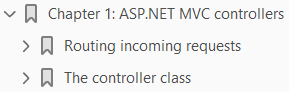 Chapter 1: ASP.NET MVC controllers
Routing incoming requests
The controller class